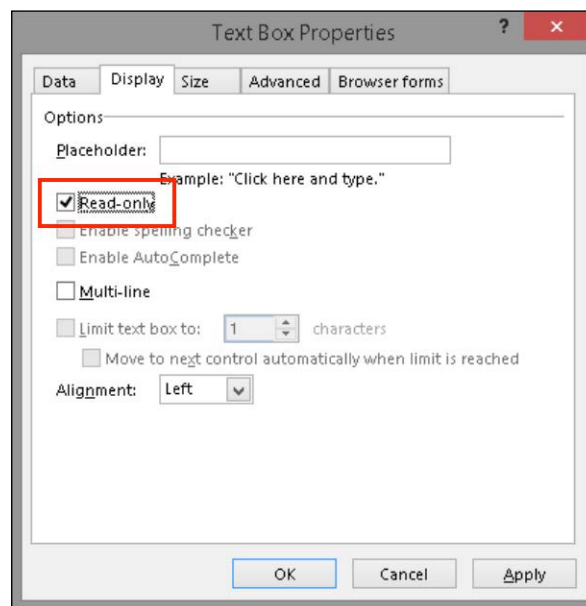 Text Box Properties ? ×
Data Display Size Advanced Browser forms
Options
Placeholder:
Example: "Click here and type."
Read-only
Enable spelling checker
Enable AutoComplete
Multi-line
Limit text box to: 1 characters
Move to next control automatically when limit is reached
Alignment: Left
OK Cancel Apply